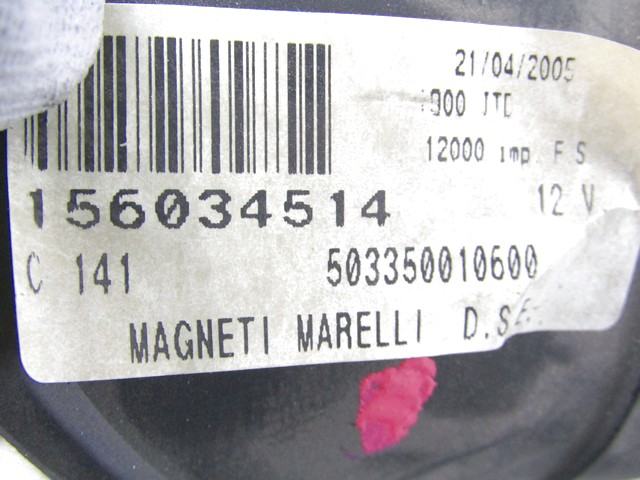 21/04/2005
1900 JTD
12000 imp. F S
156034514 12 V
C 141 503350010600
MAGNETI MARELLI